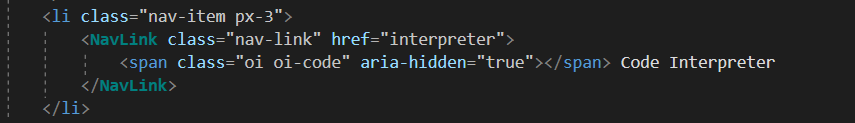 <li class="nav-item px-3">
<NavLink class="nav-link" href="interpreter">
<span class="oi oi-code" aria-hidden="true"></span> Code Interpreter
</NavLink>
</li>